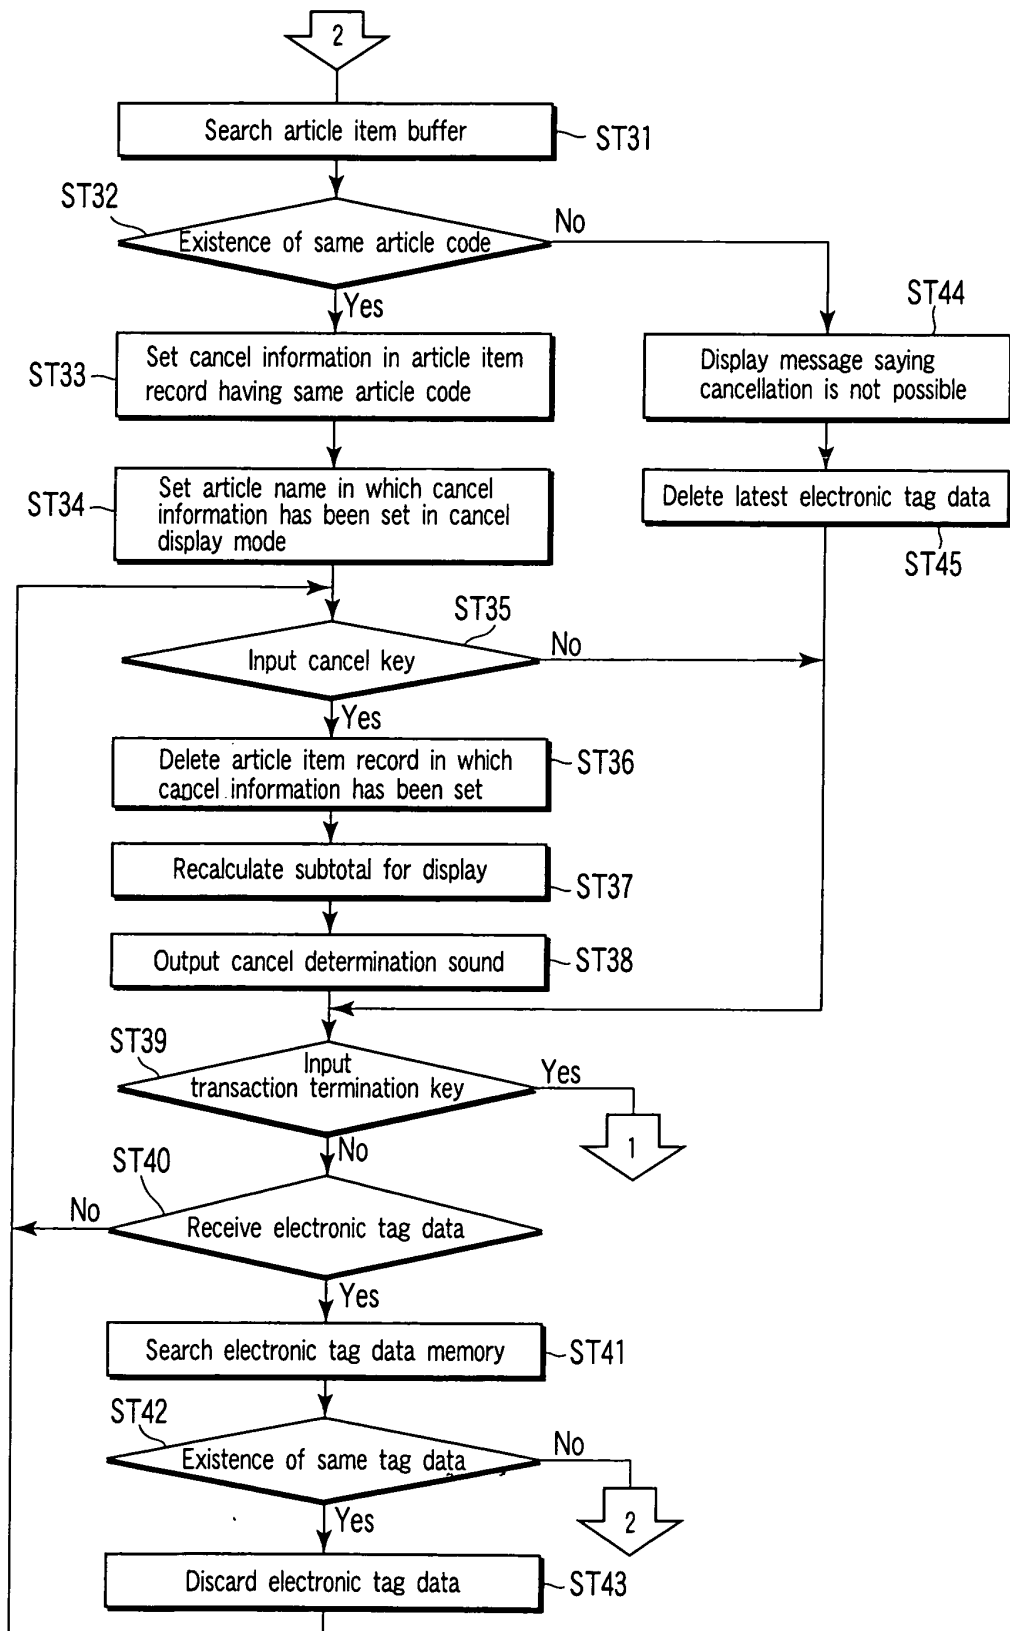 2
Search article item buffer
ST31
ST32
Existence of same article code
No
Yes
ST44
ST33
Set cancel information in article item
record having same article code
Display message saying
cancellation is not possible
ST34
Set article name in which cancel
information has been set in cancel
display mode
Delete latest electronic tag data
ST45
ST35
Input cancel key
No
Yes
Delete article item record in which
cancel information has been set
ST36
Recalculate subtotal for display
ST37
Output cancel determination sound
ST38
ST39
Input
transaction termination key
Yes
1
No
ST40
No
Receive electronic tag data
Yes
Search electronic tag data memory
ST41
ST42
Existence of same tag data
No
2
Yes
Discard electronic tag data
ST43